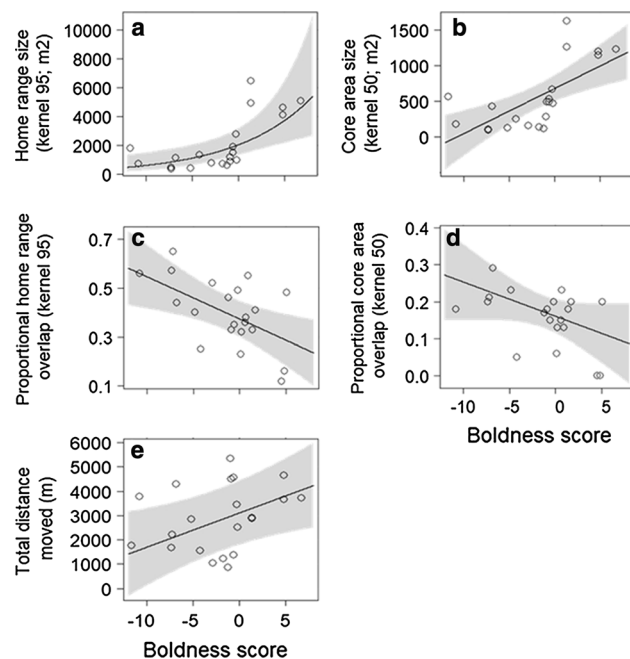 a
Home range size
(kernel 95; m2)
10000
8000
6000
4000
2000
0
b
Core area size
(kernel 50; m2)
1500
1000
500
0
c
Proportional home range
overlap (kernel 95)
0.7
0.5
0.3
0.1
d
Proportional core area
overlap (kernel 50)
0.4
0.3
0.2
0.1
0.0
-10 -5 0 5
Boldness score
e
Total distance
moved (m)
6000
5000
4000
3000
2000
1000
0
-10 -5 0 5
Boldness score